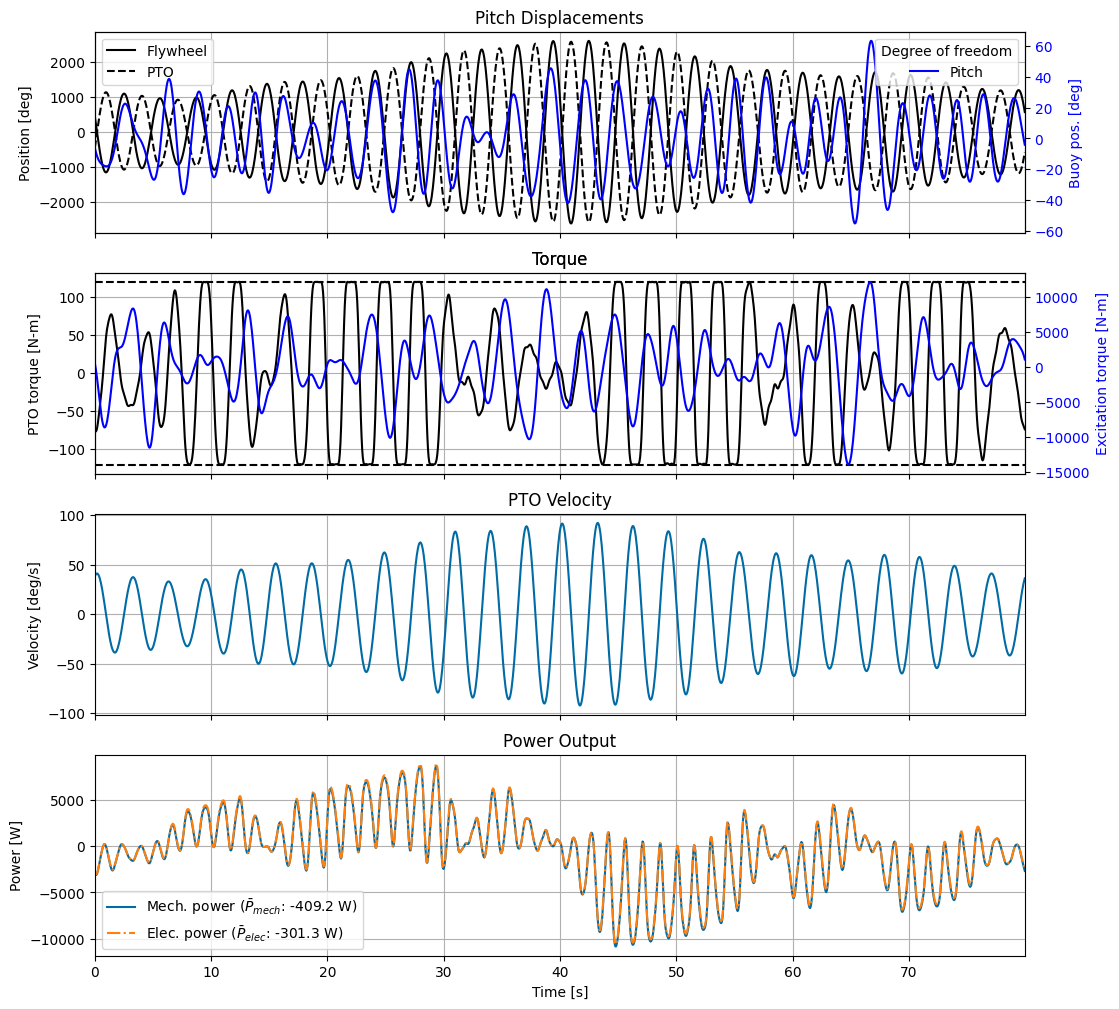 Pitch Displacements
Flywheel
PTO
Degree of freedom
Pitch
2000
1000
0
−1000
−2000
Position [deg]
60
40
20
0
−20
−40
−60
Buoy pos. [deg]
Torque
100
50
0
−50
−100
PTO torque [N-m]
10000
5000
0
−5000
−10000
−15000
Excitation torque [N-m]
PTO Velocity
100
50
0
−50
−100
Velocity [deg/s]
Power Output
5000
0
−5000
−10000
Power [W]
Mech. power (P̄mech: -409.2 W)
Elec. power (P̄elec: -301.3 W)
0 10 20 30 40 50 60 70
Time [s]